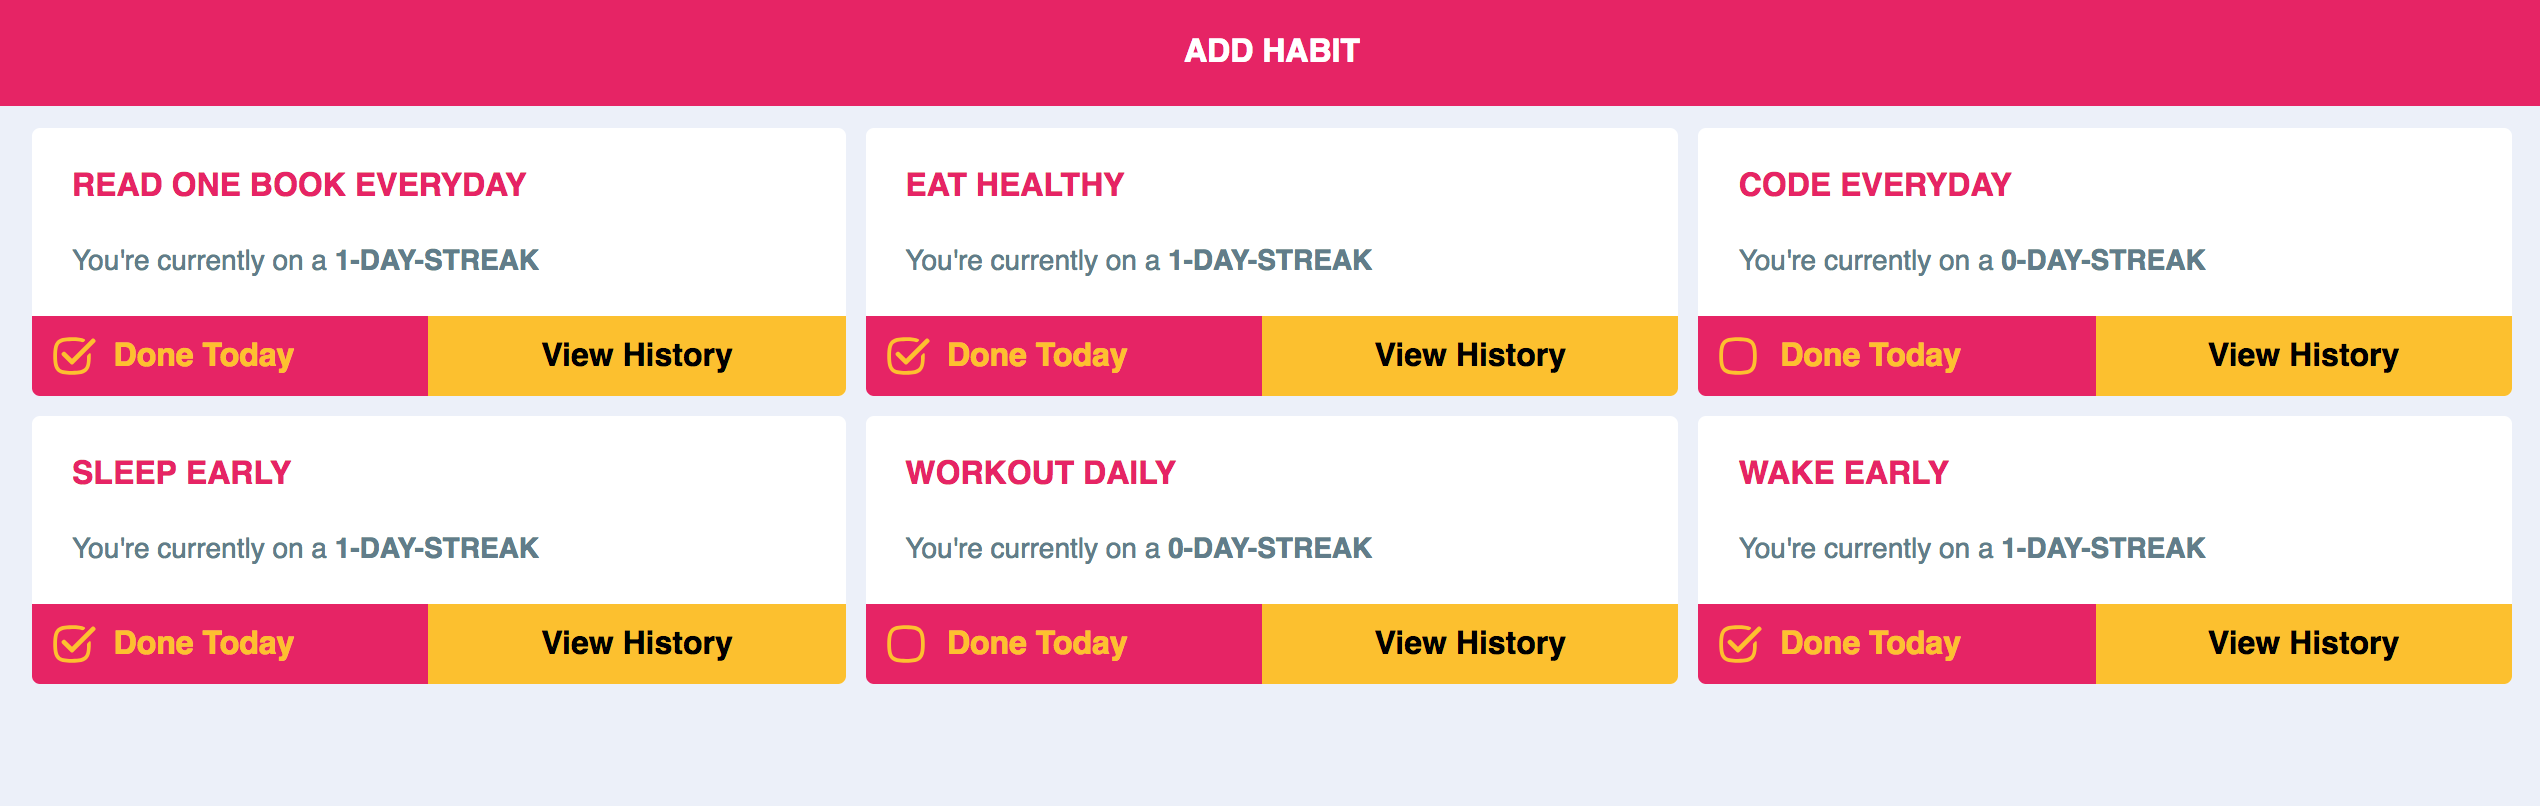 ADD HABIT
READ ONE BOOK EVERYDAY
You're currently on a 1-DAY-STREAK
Done Today
View History
EAT HEALTHY
You're currently on a 1-DAY-STREAK
Done Today
View History
CODE EVERYDAY
You're currently on a 0-DAY-STREAK
Done Today
View History
SLEEP EARLY
You're currently on a 1-DAY-STREAK
Done Today
View History
WORKOUT DAILY
You're currently on a 0-DAY-STREAK
Done Today
View History
WAKE EARLY
You're currently on a 1-DAY-STREAK
Done Today
View History